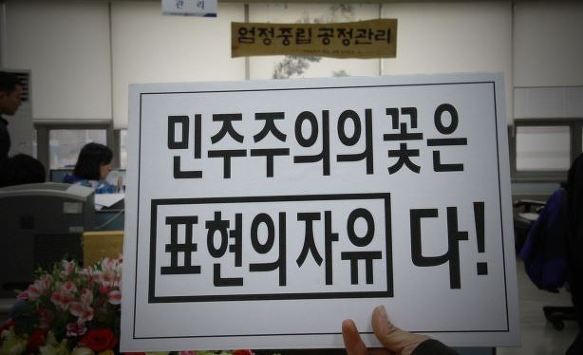 관리
엄정중립 공정관리
민주주의의 꽃은
표현의 자유 다!